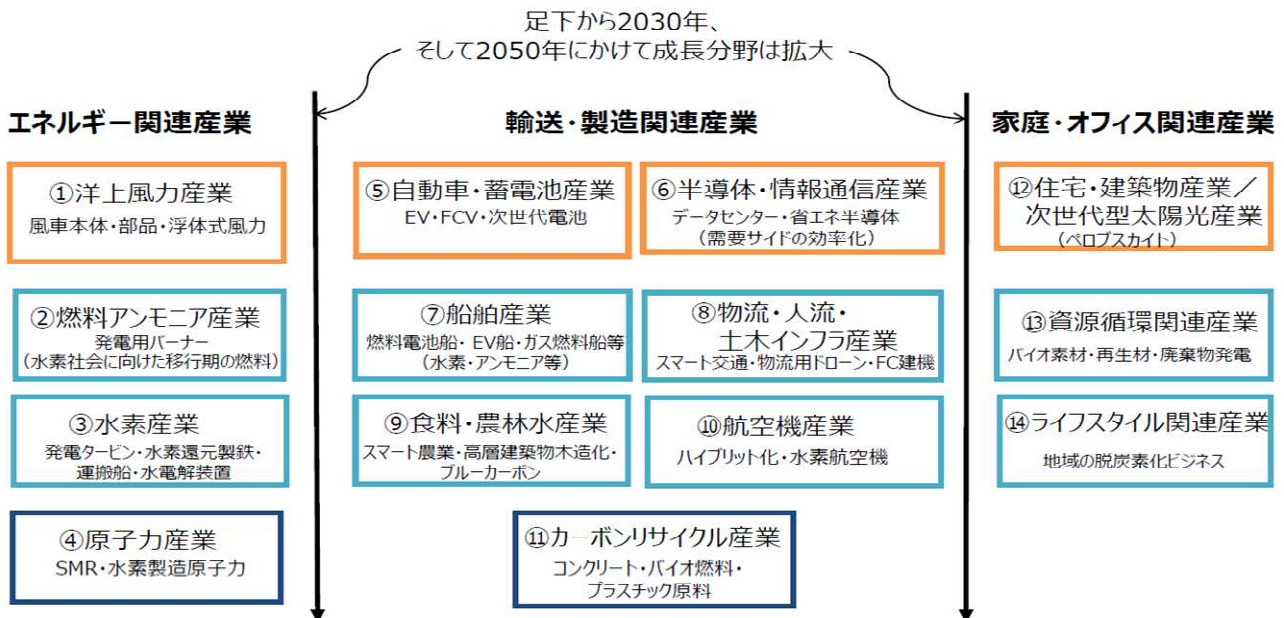 足下から2030年、
そして2050年にかけて成長分野は拡大
エネルギー関連産業
輸送・製造関連産業
家庭・オフィス関連産業
①洋上風力産業
風車本体・部品・浮体式風力
⑤自動車・蓄電池産業
EV・FCV・次世代電池
⑥半導体・情報通信産業
データセンター・省エネ半導体
（需要サイドの効率化）
⑫住宅・建築物産業／
次世代型太陽光産業
（ペロブスカイト）
②燃料アンモニア産業
発電用バーナー
（水素社会に向けた移行期の燃料）
⑦船舶産業
燃料電池船・EV船・ガス燃料船等
（水素・アンモニア等）
⑧物流・人流・
土木インフラ産業
スマート交通・物流用ドローン・FC建機
⑬資源循環関連産業
バイオ素材・再生材・廃棄物発電
③水素産業
発電タービン・水素還元製鉄・
運搬船・水電解装置
⑨食料・農林水産業
スマート農業・高層建築物木造化・
ブルーカーボン
⑩航空機産業
ハイブリット化・水素航空機
⑭ライフスタイル関連産業
地域の脱炭素化ビジネス
④原子力産業
SMR・水素製造原子力
⑪カーボンリサイクル産業
コンクリート・バイオ燃料・
プラスチック原料